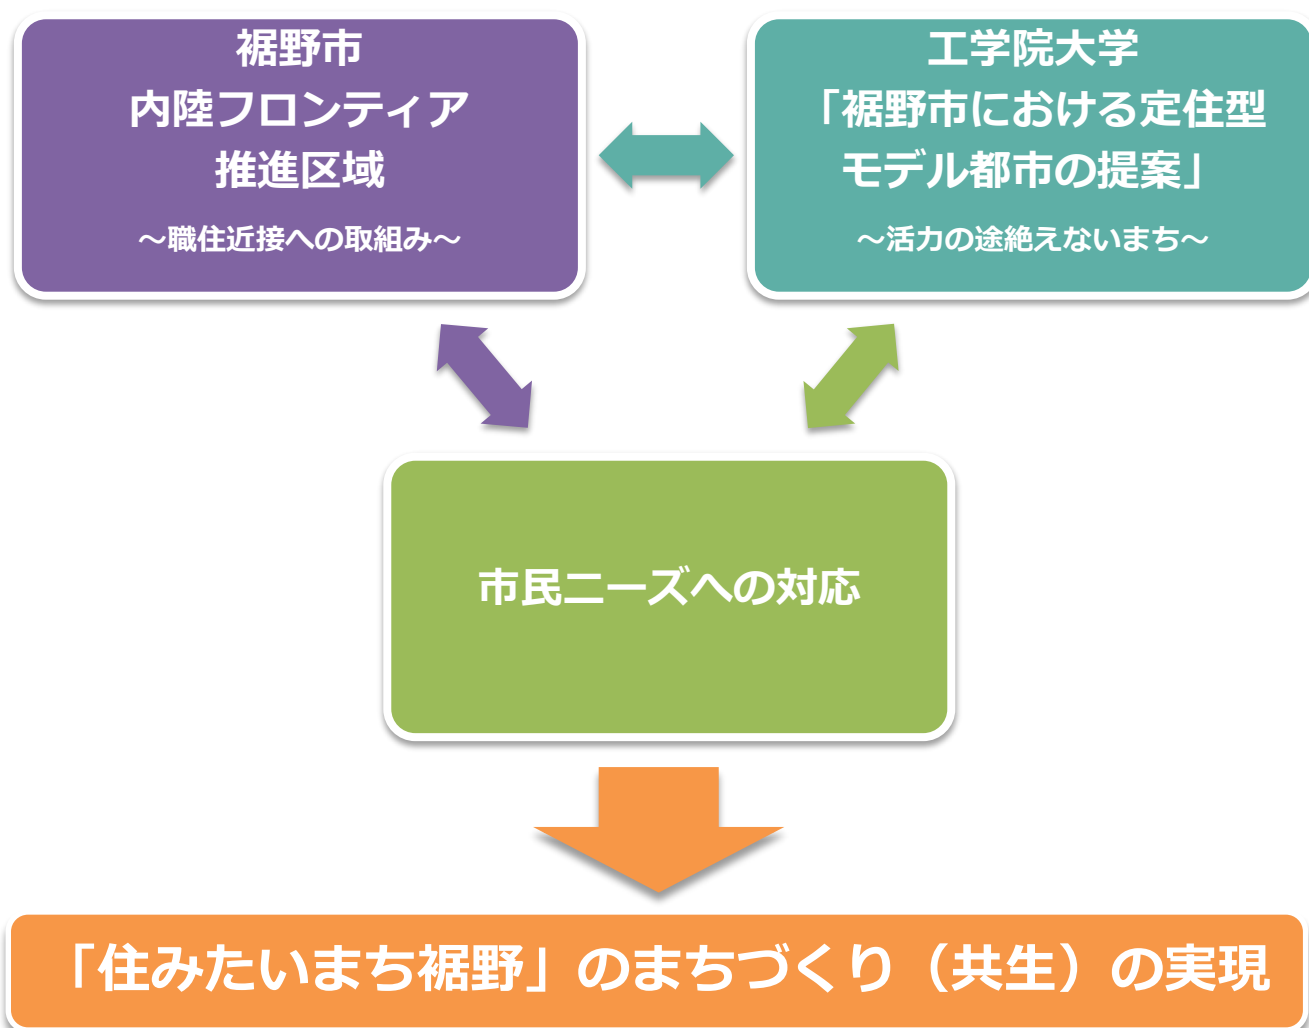 裾野市
内陸フロンティア
推進区域
～職住近接への取組み～
工学院大学
「裾野市における定住型
モデル都市の提案」
～活力の途絶えないまち～
市民ニーズへの対応
「住みたいまち裾野」のまちづくり（共生）の実現